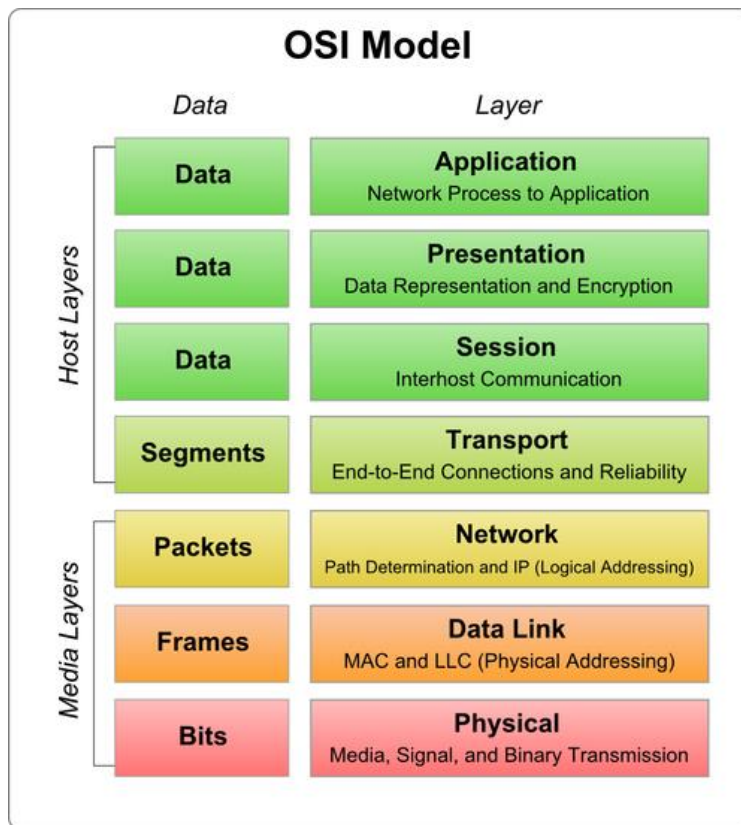 OSI Model
Data
Layer
Host Layers
Data
Application
Network Process to Application
Data
Presentation
Data Representation and Encryption
Data
Session
Interhost Communication
Segments
Transport
End-to-End Connections and Reliability
Media Layers
Packets
Network
Path Determination and IP (Logical Addressing)
Frames
Data Link
MAC and LLC (Physical Addressing)
Bits
Physical
Media, Signal, and Binary Transmission